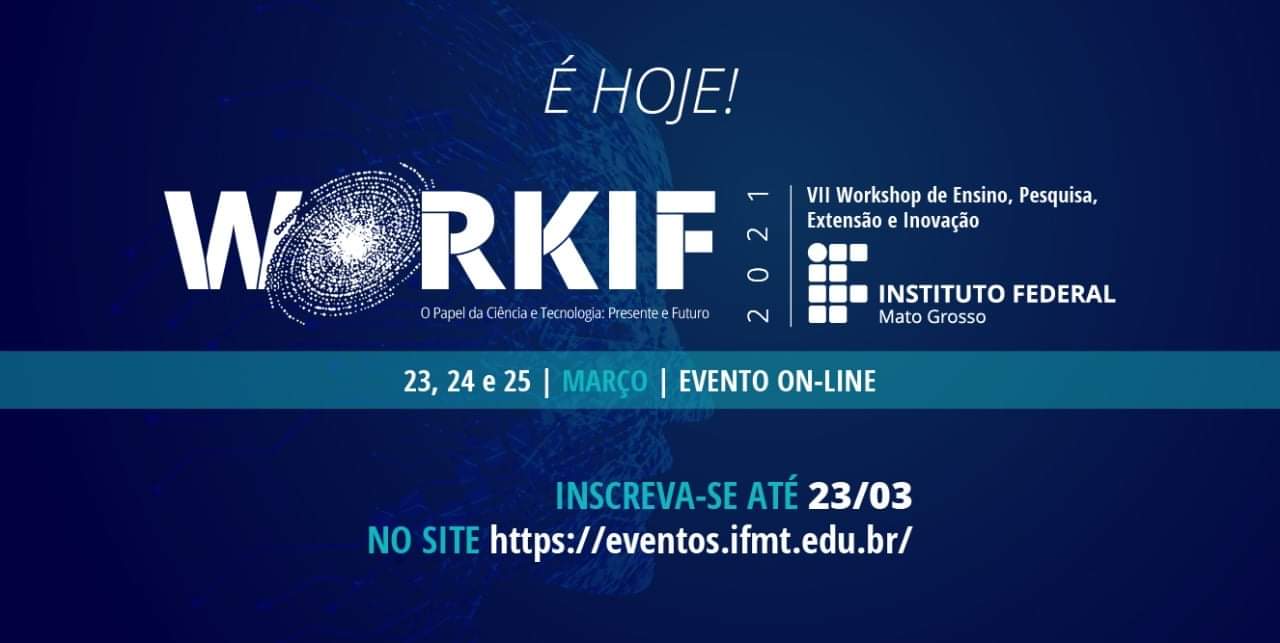 É HOJE!
WORKIF
2021
O Papel da Ciência e Tecnologia: Presente e Futuro
VII Workshop de Ensino, Pesquisa,
Extensão e Inovação
INSTITUTO FEDERAL
Mato Grosso
23, 24 e 25 | MARÇO | EVENTO ON-LINE
INSCREVA-SE ATÉ 23/03
NO SITE https://eventos.ifmt.edu.br/